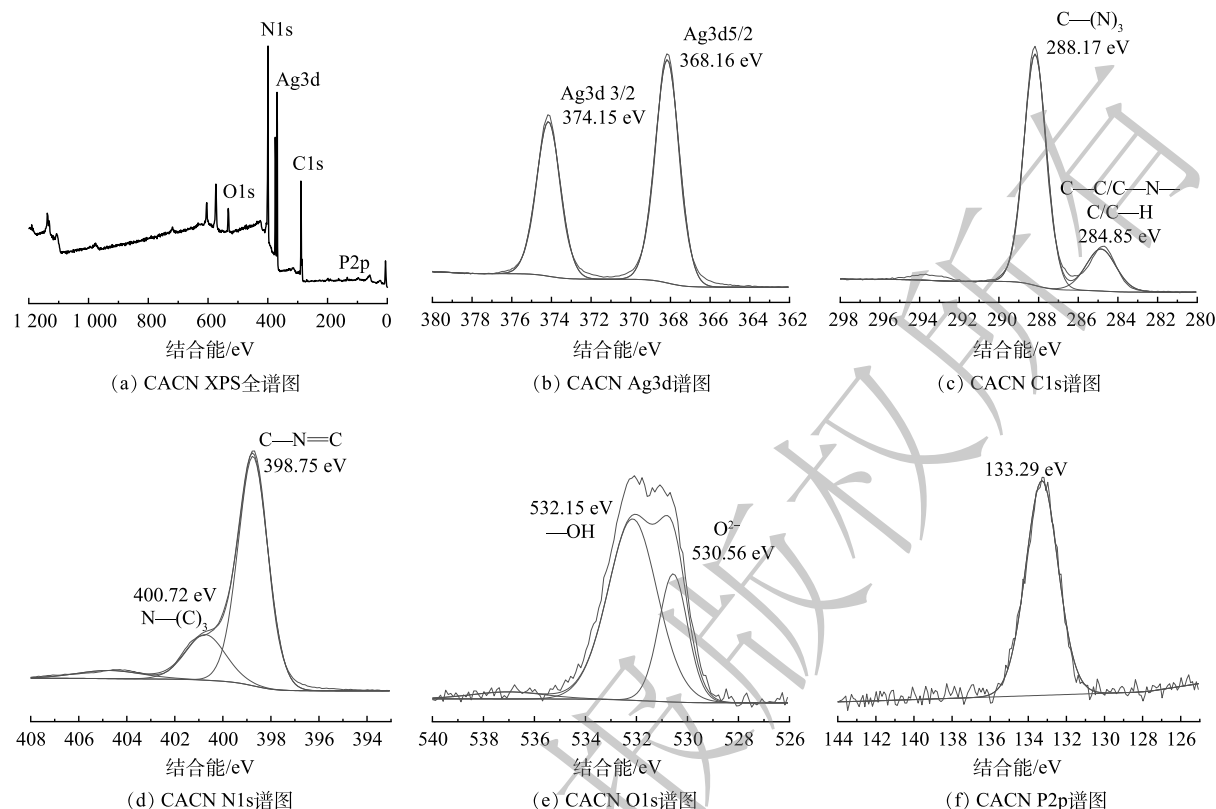 N1s
Ag3d
C1s
O1s
P2p
1 200 1 000 800 600 400 200 0
结合能/eV
(a) CACN XPS全谱图
Ag3d5/2
368.16 eV
Ag3d 3/2
374.15 eV
380 378 376 374 372 370 368 366 364 362
结合能/eV
(b) CACN Ag3d谱图
C—(N)₃
288.17 eV
C—C/C—N—
C/C—H
284.85 eV
298 296 294 292 290 288 286 284 282 280
结合能/eV
(c) CACN C1s谱图
C—N═C
398.75 eV
400.72 eV
N—(C)₃
408 406 404 402 400 398 396 394
结合能/eV
(d) CACN N1s谱图
532.15 eV
—OH
O²⁻
530.56 eV
540 538 536 534 532 530 528 526
结合能/eV
(e) CACN O1s谱图
133.29 eV
144 142 140 138 136 134 132 130 128 126
结合能/eV
(f) CACN P2p谱图
报版权所有